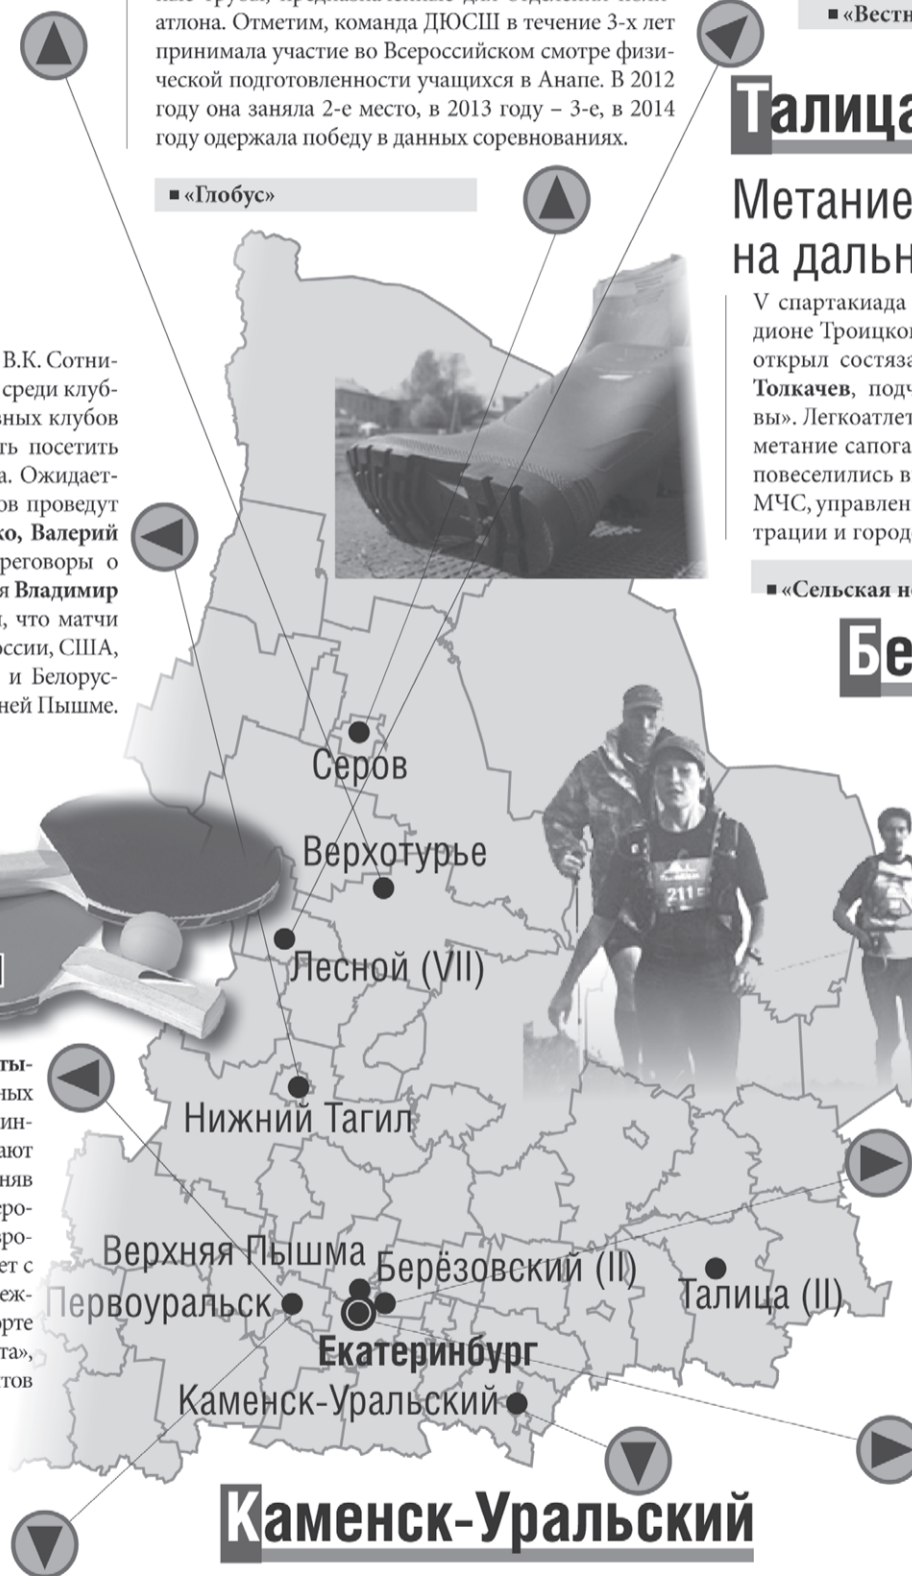 атлона. Отметим, команда ДЮСШ в течение 3-х лет
принимала участие во Всероссийском смотре физи-
ческой подготовленности учащихся в Анапе. В 2012
году она заняла 2-е место, в 2013 году – 3-е, в 2014
году одержала победу в данных соревнованиях.
■ «Глобус»
■ «Вестн
Талица
Метание
на дальн
V спартакиада
дионе Троицког
открыл состяза
Толкачев, подч
вы». Легкоатлет
метание сапога
повеселились в
МЧС, управлен
трации и город
■ «Сельская н
Бе
В.К. Сотни-
среди клуб-
вных клубов
ть посетить
а. Ожидает-
ов проведут
ко, Валерий
реговоры о
я Владимир
, что матчи
оссии, США,
и Белорус-
ней Пышме.
Серов
Верхотурье
Лесной (VII)
Нижний Тагил
211
ты-
ных
ин-
ают
няв
еро-
вро-
ет с
еж-
орте
та»,
тов
Верхняя Пышма
Берёзовский (II)
Первоуральск
Талица (II)
Екатеринбург
Каменск-Уральский
Каменск-Уральский